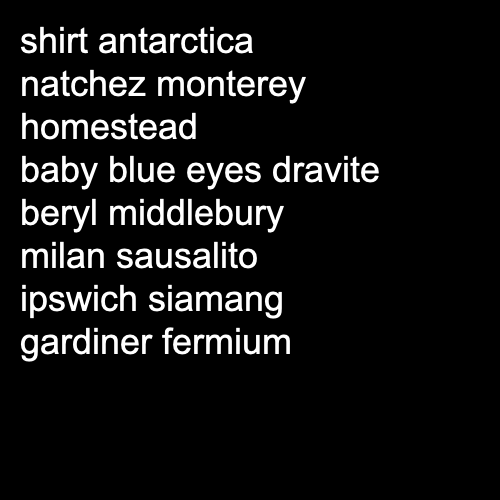 shirt antarctica
natchez monterey
homestead
baby blue eyes dravite
beryl middlebury
milan sausalito
ipswich siamang
gardiner fermium